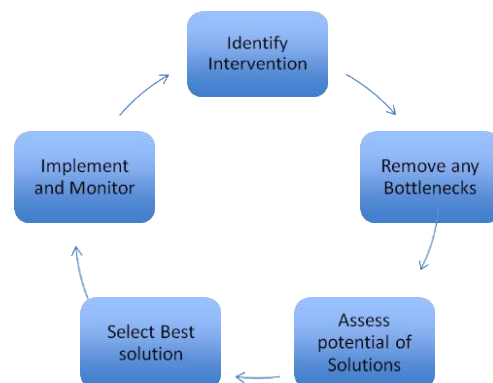 Identify
Intervention
Remove any
Bottlenecks
Assess
potential of
Solutions
Select Best
solution
Implement
and Monitor